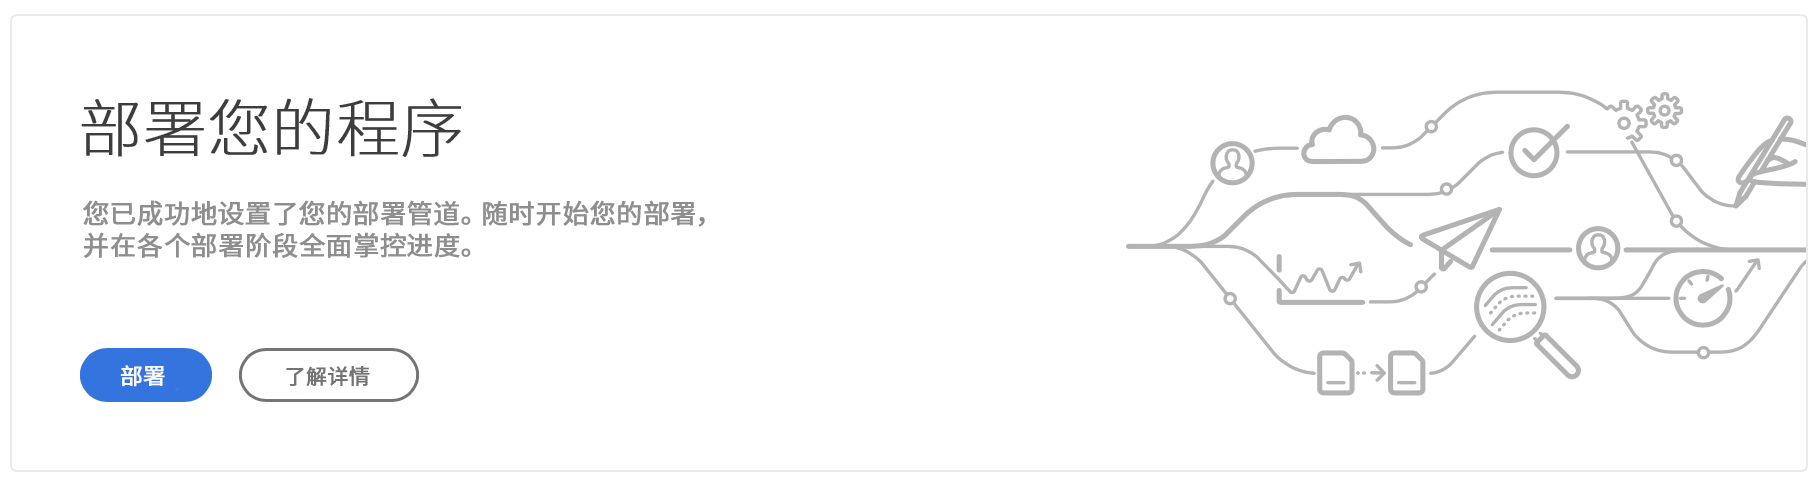 部署您的程序
您已成功地设置了您的部署管道。随时开始您的部署，
并在各个部署阶段全面掌控进度。
部署
了解详情